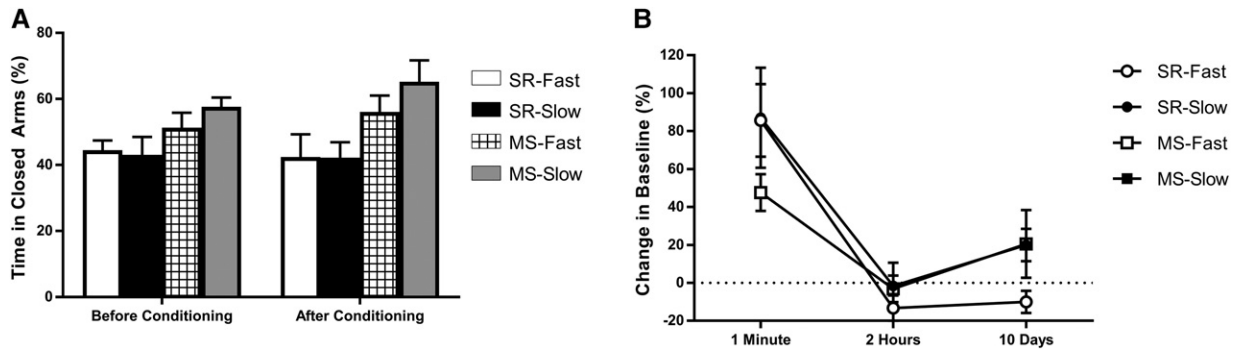 A
Time in Closed Arms (%)
80
60
40
20
0
Before Conditioning
After Conditioning
SR-Fast
SR-Slow
MS-Fast
MS-Slow
B
Change in Baseline (%)
120
100
80
60
40
20
0
-20
1 Minute
2 Hours
10 Days
SR-Fast
SR-Slow
MS-Fast
MS-Slow